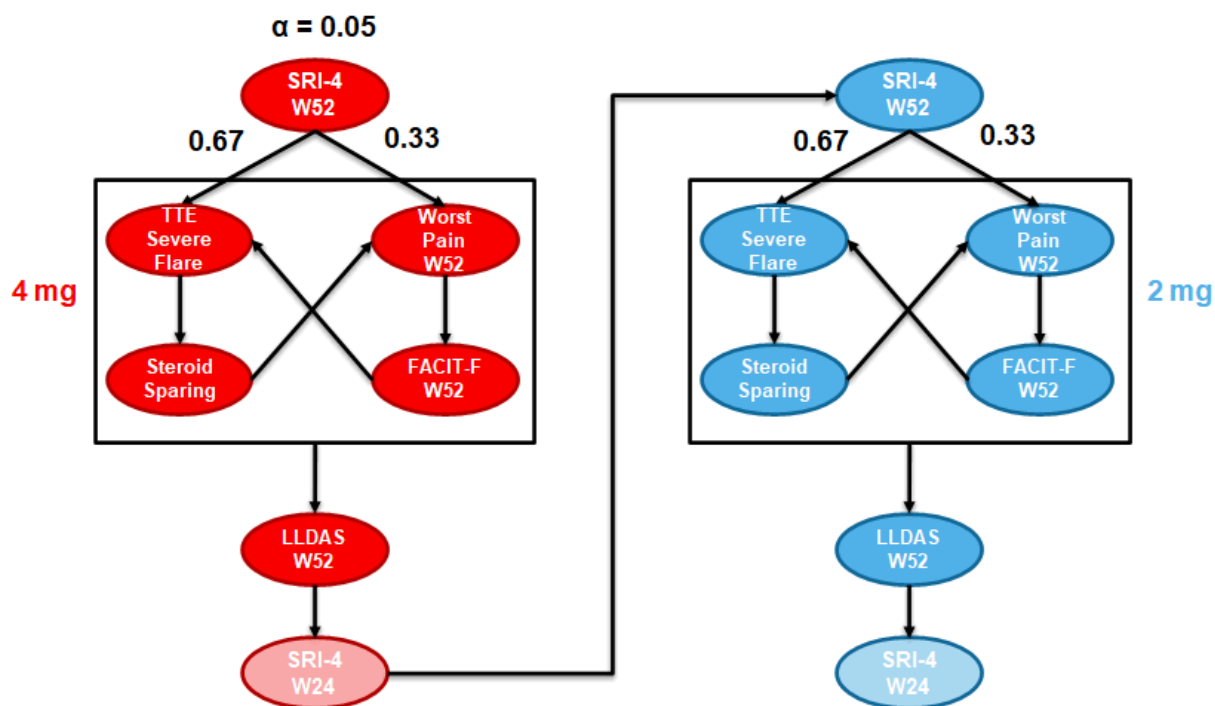 α = 0.05
SRI-4
W52
0.67
0.33
TTE
Severe
Flare
Worst
Pain
W52
4 mg
Steroid
Sparing
FACIT-F
W52
LLDAS
W52
SRI-4
W24
SRI-4
W52
0.67
0.33
TTE
Severe
Flare
Worst
Pain
W52
2 mg
Steroid
Sparing
FACIT-F
W52
LLDAS
W52
SRI-4
W24